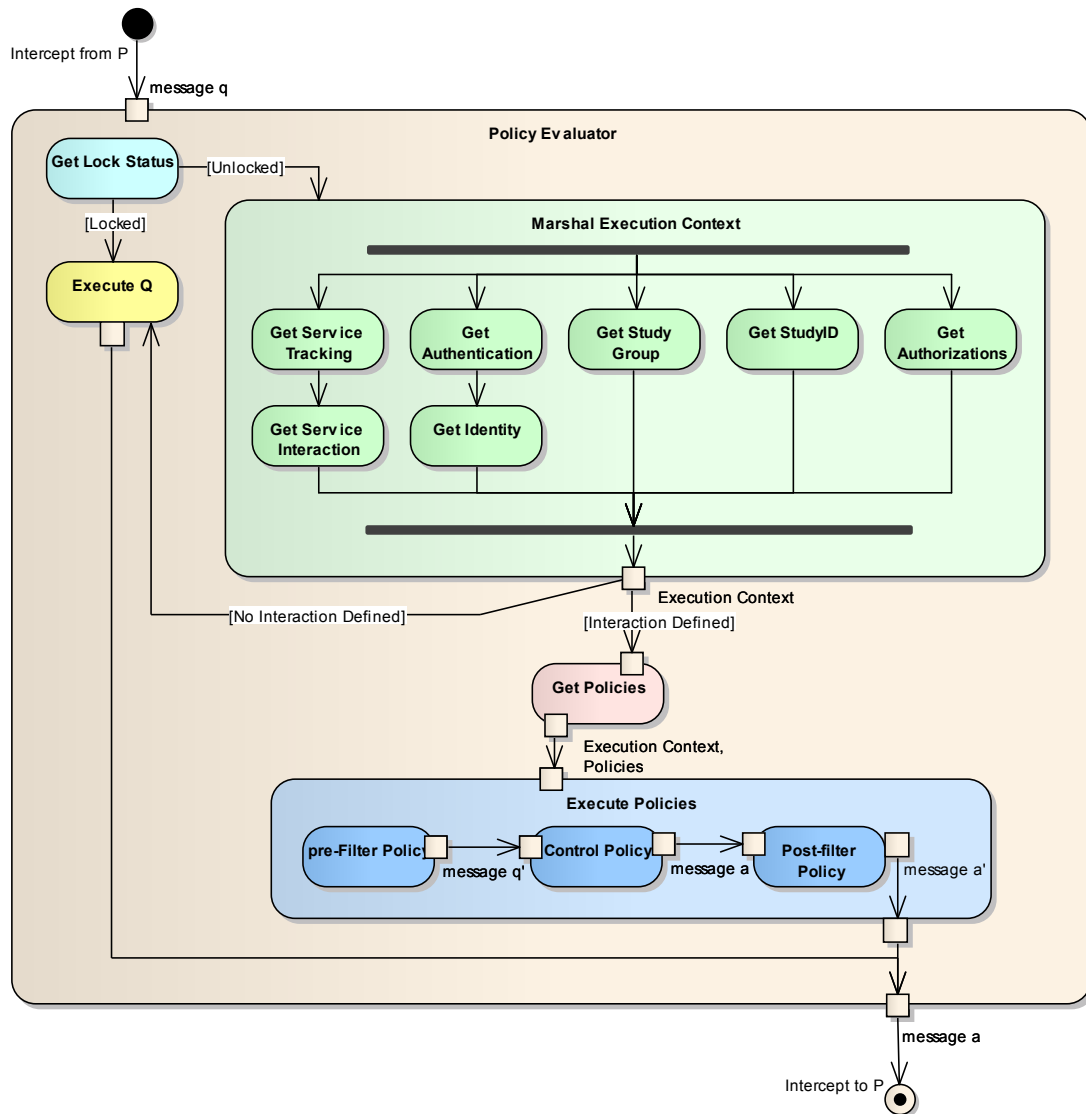 Intercept from P
message q
Policy Evaluator
Get Lock Status
[Unlocked]
[Locked]
Marshal Execution Context
Execute Q
Get Service
Tracking
Get
Authentication
Get Study
Group
Get StudyID
Get
Authorizations
Get Service
Interaction
Get Identity
Execution Context
[No Interaction Defined]
[Interaction Defined]
Get Policies
Execution Context,
Policies
Execute Policies
pre-Filter Policy
message q'
Control Policy
message a
Post-filter
Policy
message a'
message a
Intercept to P